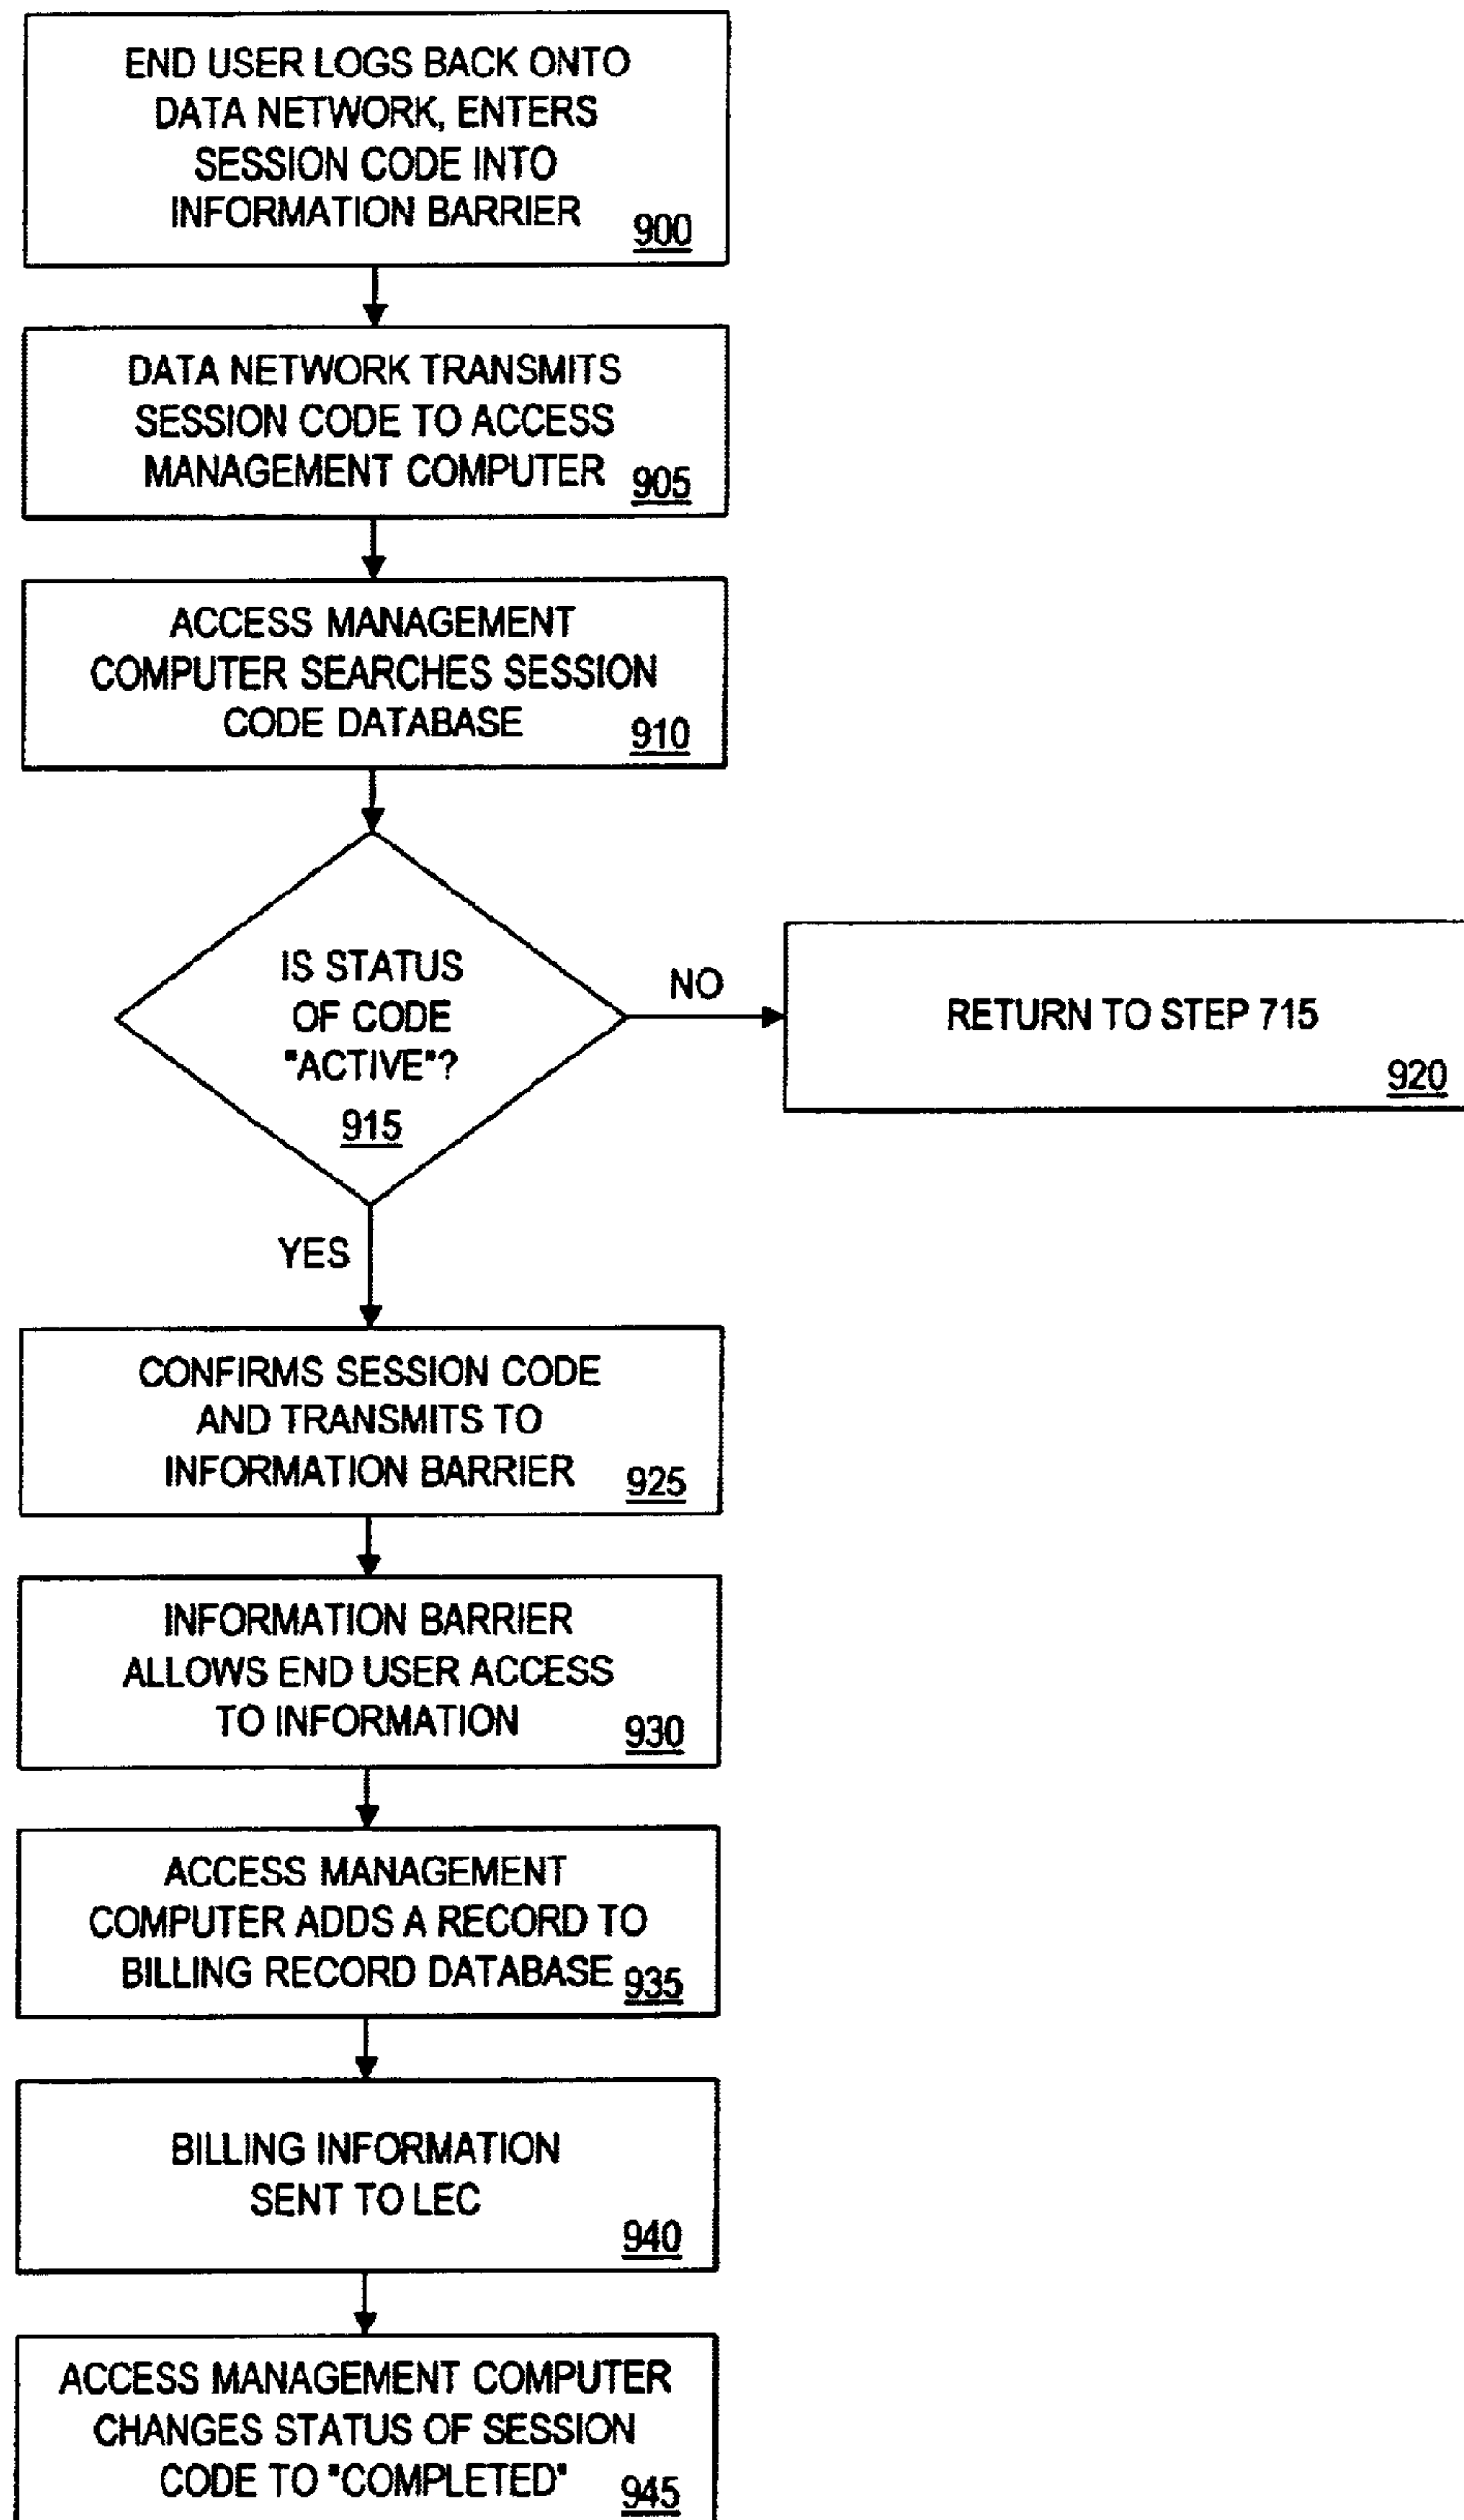 END USER LOGS BACK ONTO
DATA NETWORK, ENTERS
SESSION CODE INTO
INFORMATION BARRIER
900
DATA NETWORK TRANSMITS
SESSION CODE TO ACCESS
MANAGEMENT COMPUTER
905
ACCESS MANAGEMENT
COMPUTER SEARCHES SESSION
CODE DATABASE
910
IS STATUS
OF CODE
"ACTIVE"?
915
NO
RETURN TO STEP 715
920
YES
CONFIRMS SESSION CODE
AND TRANSMITS TO
INFORMATION BARRIER
925
INFORMATION BARRIER
ALLOWS END USER ACCESS
TO INFORMATION
930
ACCESS MANAGEMENT
COMPUTER ADDS A RECORD TO
BILLING RECORD DATABASE
935
BILLING INFORMATION
SENT TO LEC
940
ACCESS MANAGEMENT COMPUTER
CHANGES STATUS OF SESSION
CODE TO "COMPLETED"
945